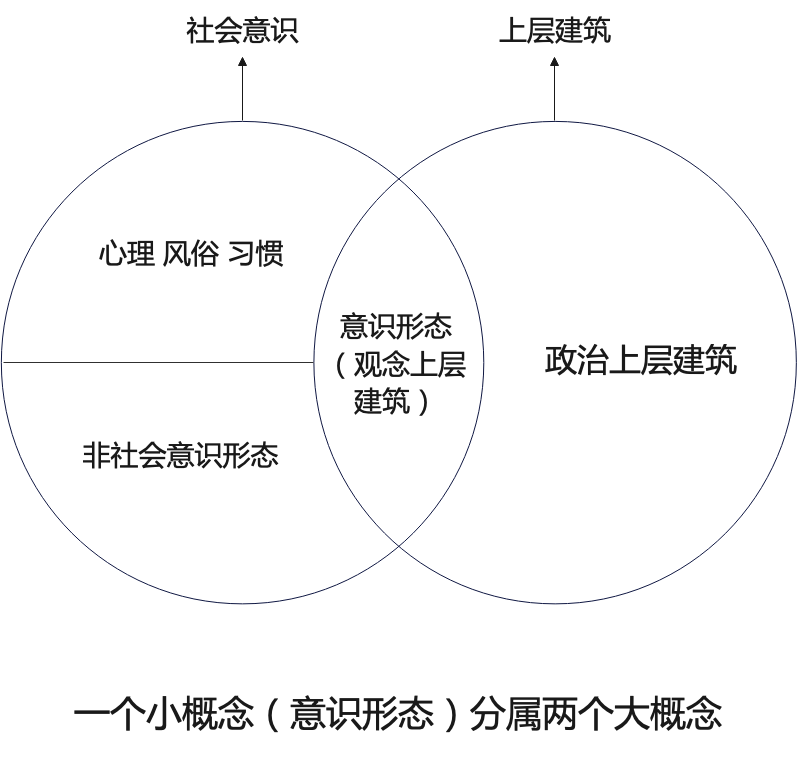 社会意识
上层建筑
心理 风俗 习惯
意识形态
（观念上层
建筑）
政治上层建筑
非社会意识形态
一个小概念（意识形态）分属两个大概念